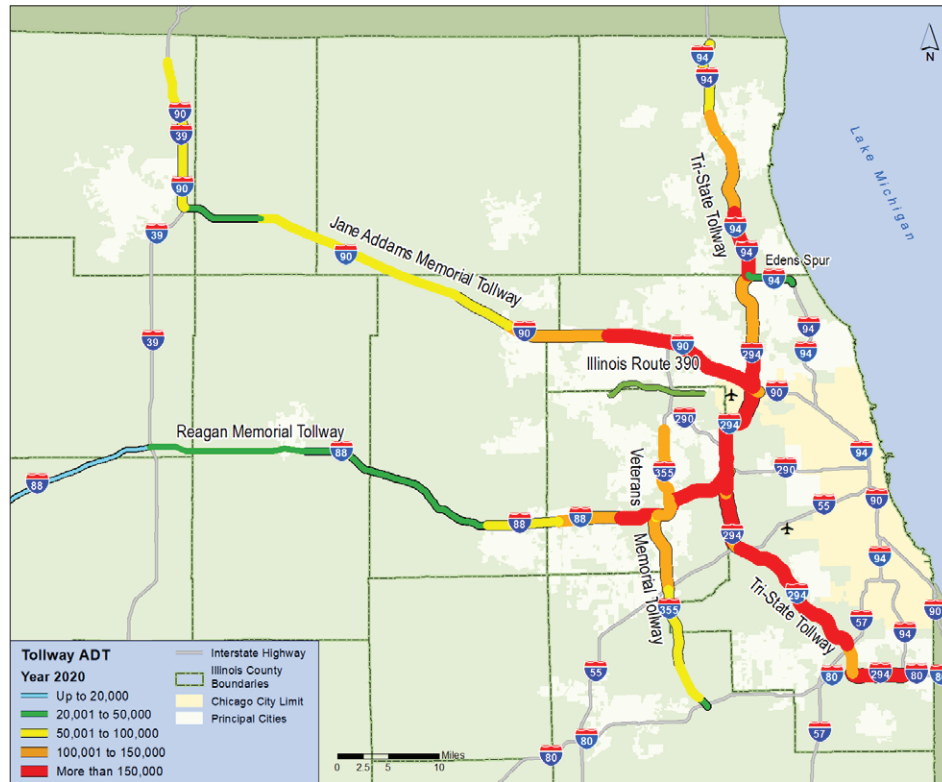 N
94
94
90
39
Lake Michigan
90
Tri-State Tollway
94
39
Jane Addams Memorial Tollway
94
90
Edens Spur
94
94
90
39
90
94
294
Illinois Route 390
90
290
294
Reagan Memorial Tollway
88
94
Veterans
355
290
88
90
55
88
88
294
94
Memorial Tollway
294
355
90
Tri-State Tollway
57
94
55
80
294
80
57
80
80
Tollway ADT
Year 2020
Up to 20,000
20,001 to 50,000
50,001 to 100,000
100,001 to 150,000
More than 150,000
Interstate Highway
Illinois County
Boundaries
Chicago City Limit
Principal Cities
Miles
0 2.5 5 10